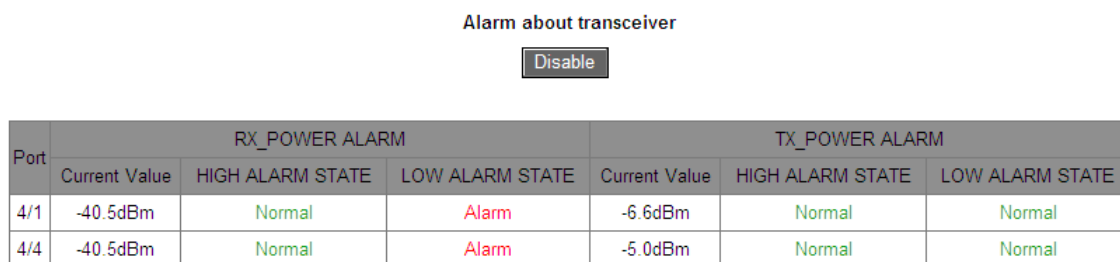 Alarm about transceiver
Disable
Port RX_POWER ALARM TX_POWER ALARM
Current Value HIGH ALARM STATE LOW ALARM STATE Current Value HIGH ALARM STATE LOW ALARM STATE
4/1 -40.5dBm Normal Alarm -6.6dBm Normal Normal
4/4 -40.5dBm Normal Alarm -5.0dBm Normal Normal